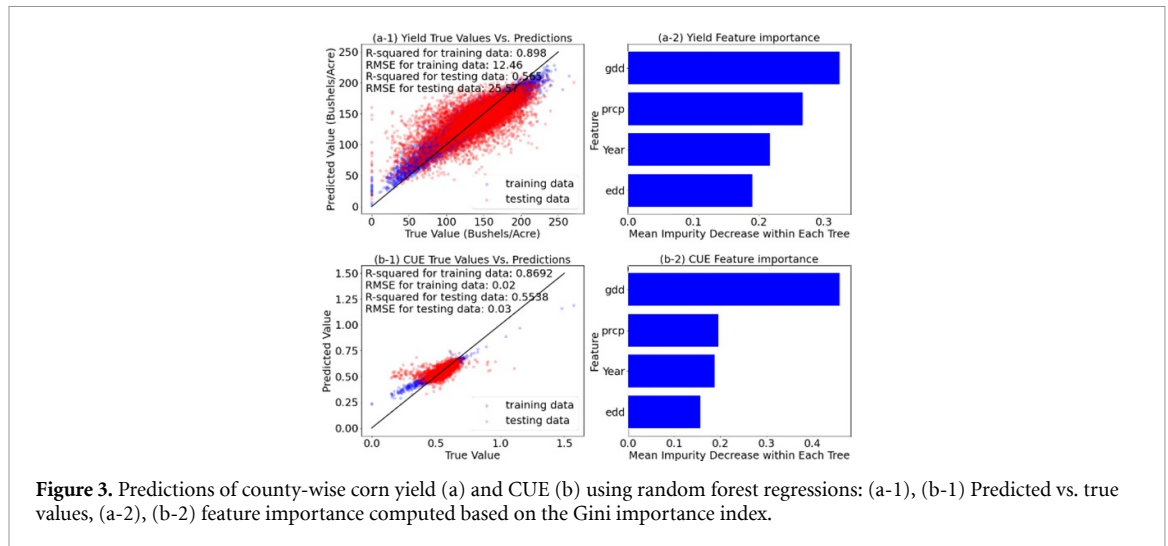 (a-1) Yield True Values Vs. Predictions
R-squared for training data: 0.898
RMSE for training data: 12.46
R-squared for testing data: 0.565
RMSE for testing data: 25.57
Predicted Value (Bushels/Acre)
250
200
150
100
50
0
training data
testing data
0 50 100 150 200 250
True Value (Bushels/Acre)
(a-2) Yield Feature importance
Feature
gdd
prcp
Year
edd
0.0 0.1 0.2 0.3
Mean Impurity Decrease within Each Tree
(b-1) CUE True Values Vs. Predictions
R-squared for training data: 0.8692
RMSE for training data: 0.02
R-squared for testing data: 0.5538
RMSE for testing data: 0.03
Predicted Value
1.50
1.25
1.00
0.75
0.50
0.25
0.00
training data
testing data
0.0 0.5 1.0 1.5
True Value
(b-2) CUE Feature importance
Feature
gdd
prcp
Year
edd
0.0 0.1 0.2 0.3 0.4
Mean Impurity Decrease within Each Tree
Figure 3. Predictions of county-wise corn yield (a) and CUE (b) using random forest regressions: (a-1), (b-1) Predicted vs. true
values, (a-2), (b-2) feature importance computed based on the Gini importance index.